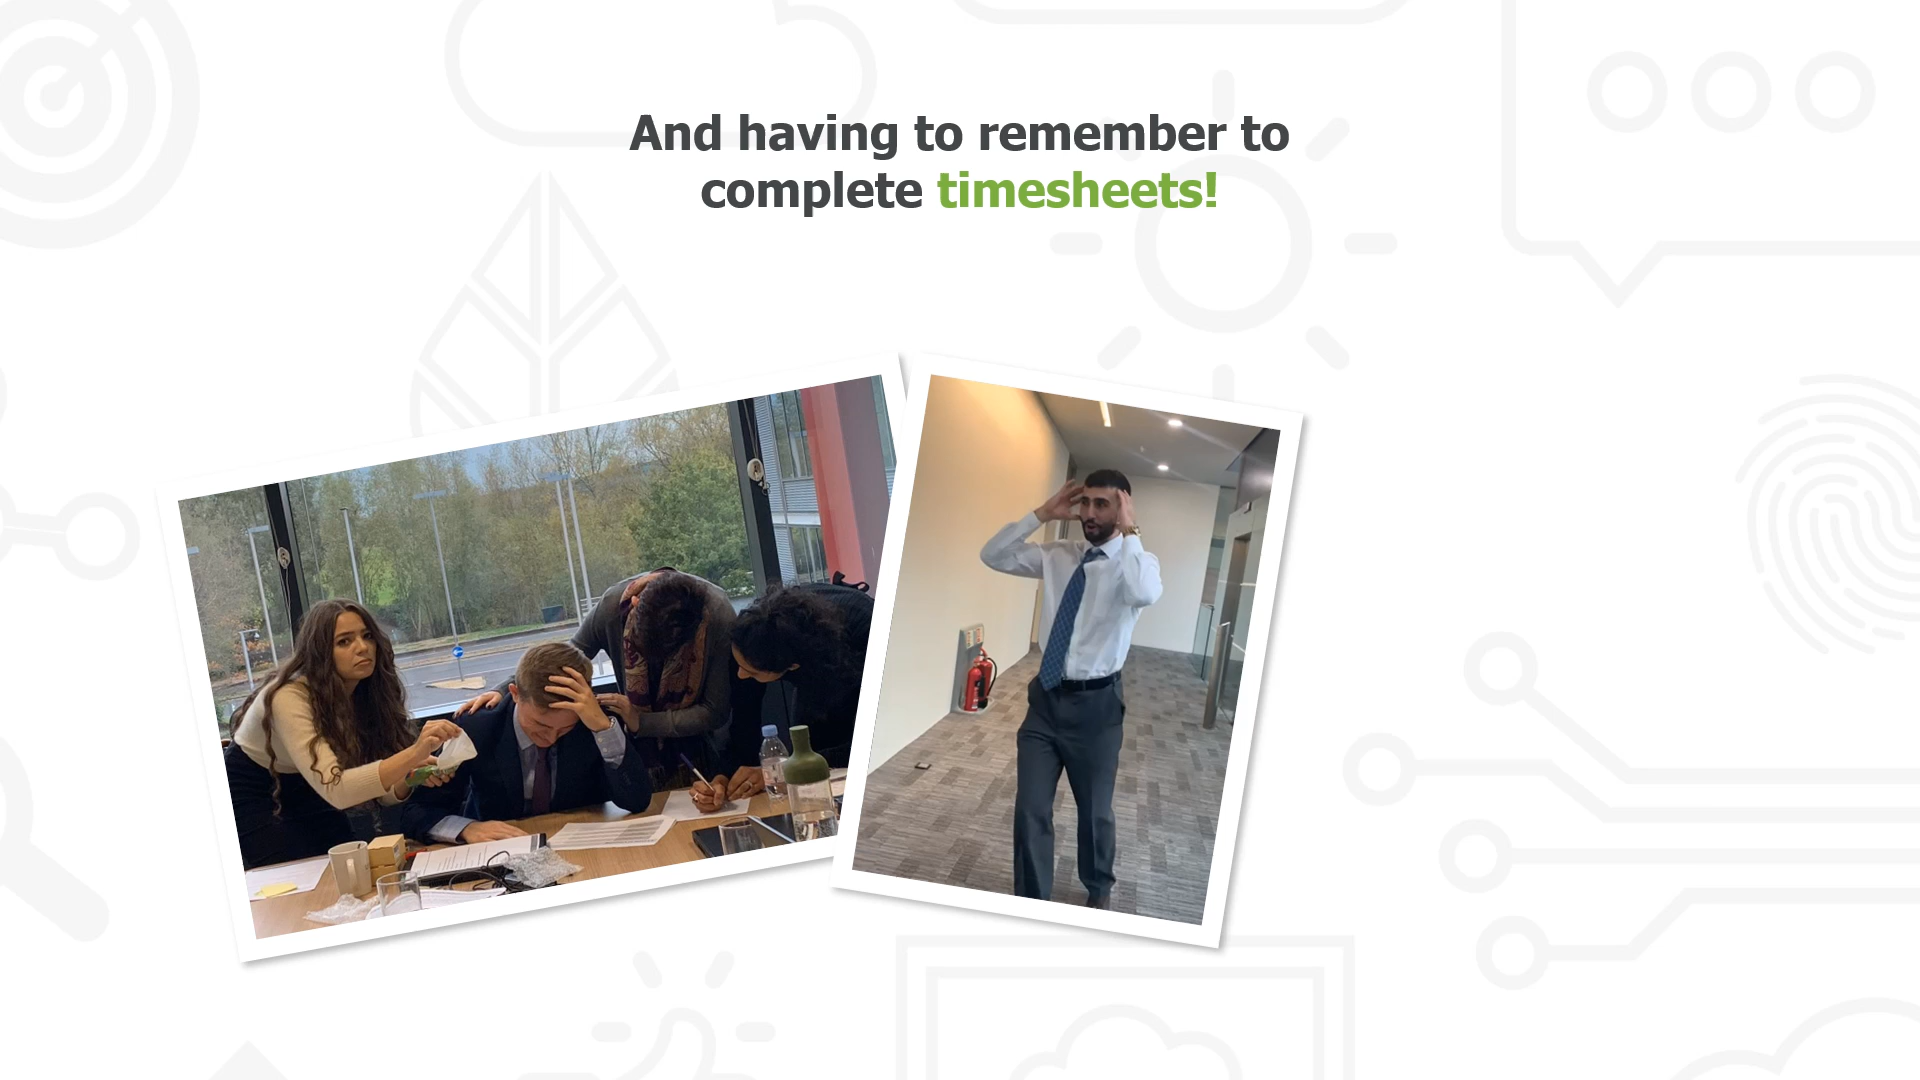 And having to remember to
complete timesheets!